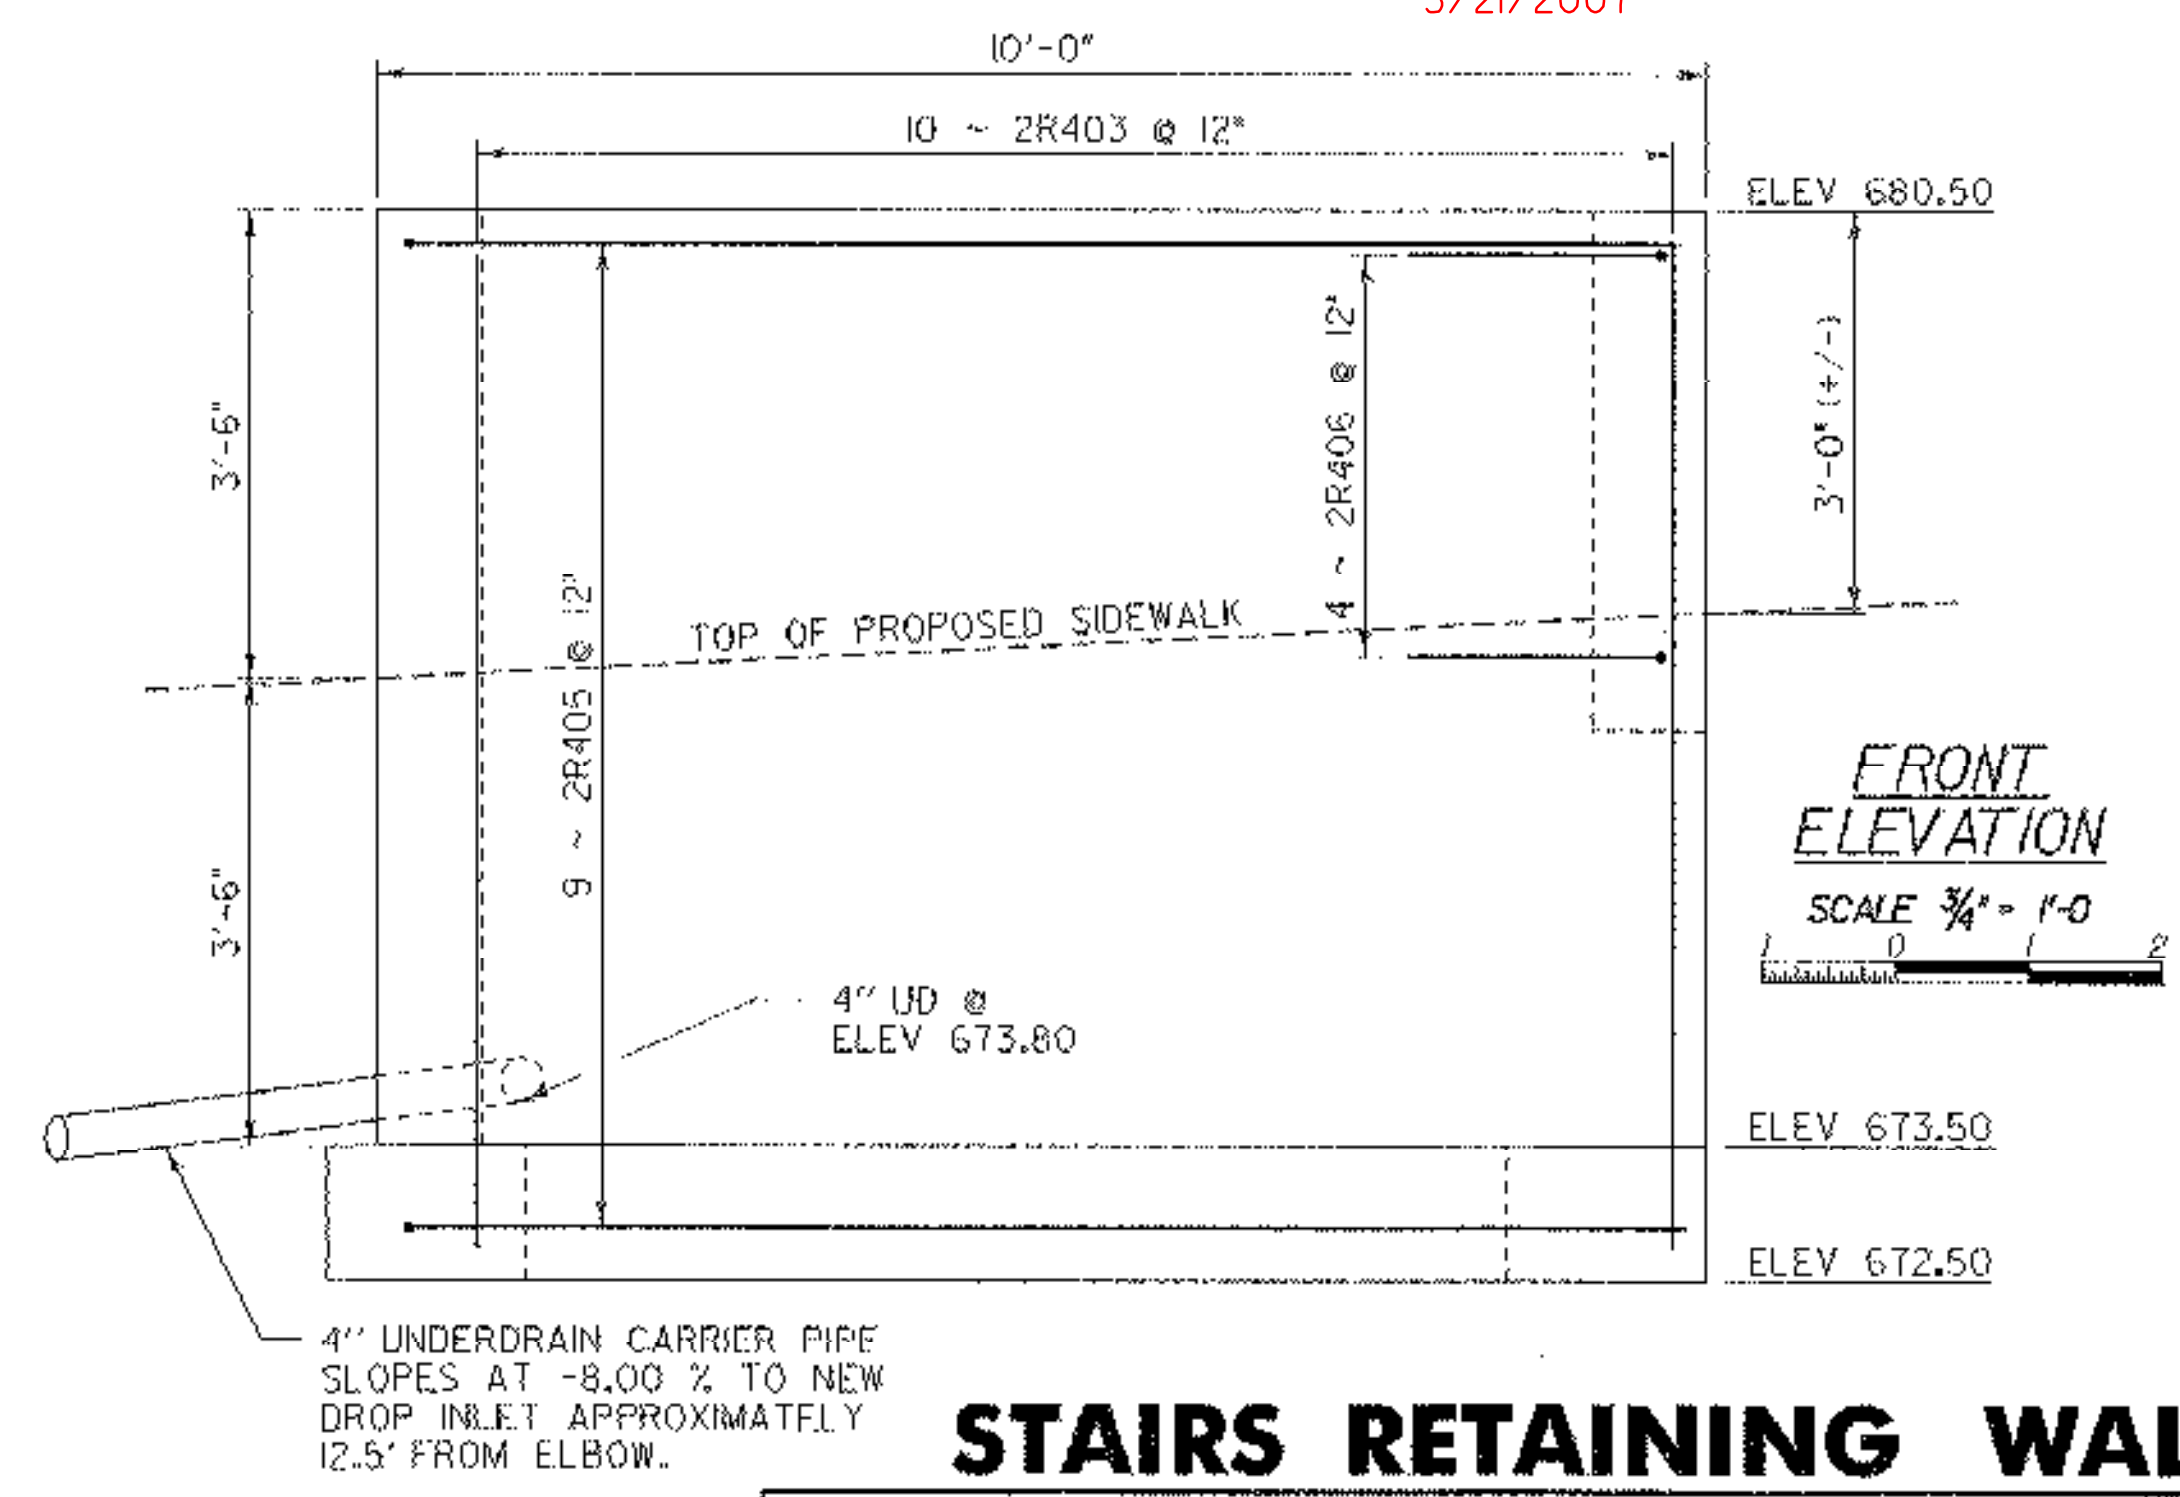 10'-0"
10 ~ 2R403 @ 12"
ELEV 680.50
3'-6"
4 ~ 2R406 @ 12"
3'-0" (+/-)
9 ~ 2R405 @ 12"
TOP OF PROPOSED SIDEWALK
FRONT
ELEVATION
SCALE ¾" = 1'-0
1 0 1 2
3'-6"
4" UD @
ELEV 673.80
ELEV 673.50
ELEV 672.50
4" UNDERDRAIN CARRIER PIPE
SLOPES AT -8.00 % TO NEW
DROP INLET APPROXIMATELY
12.5' FROM ELBOW.
STAIRS RETAINING